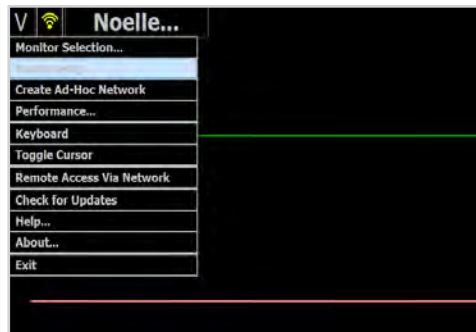 V Noelle...
Monitor Selection...
Create Ad-Hoc Network
Performance...
Keyboard
Toggle Cursor
Remote Access Via Network
Check for Updates
Help...
About...
Exit